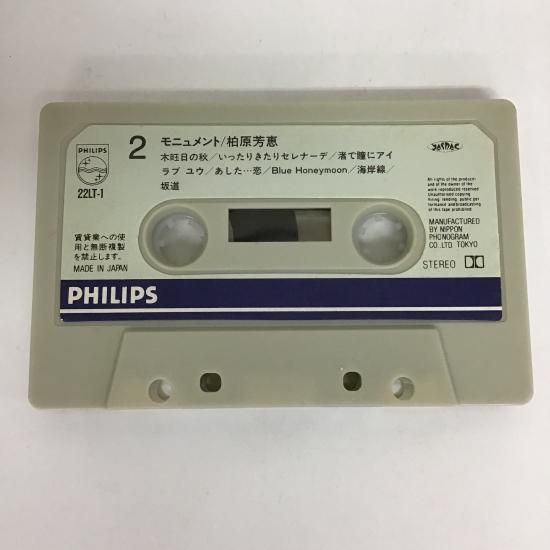 PHILIPS
22LT-1
2
モニュメント/柏原芳恵
木旺日の秋/いったりきたりセレナーデ/渚で瞳にアイ
ラブ ユウ/あした…恋/Blue Honeymoon/海岸線/
坂道
JASRAC
All rights of the producer
and of the owner of the
work reproduced reserved
Unauthorised copying
hiring, lending, public per
formance and broadcasting
of this tape prohibited.
賃貸業への使
用と無断複製
を禁止します。
MADE IN JAPAN
MANUFACTURED
BY NIPPON
PHONOGRAM
CO.,LTD. TOKYO
STEREO
PHILIPS